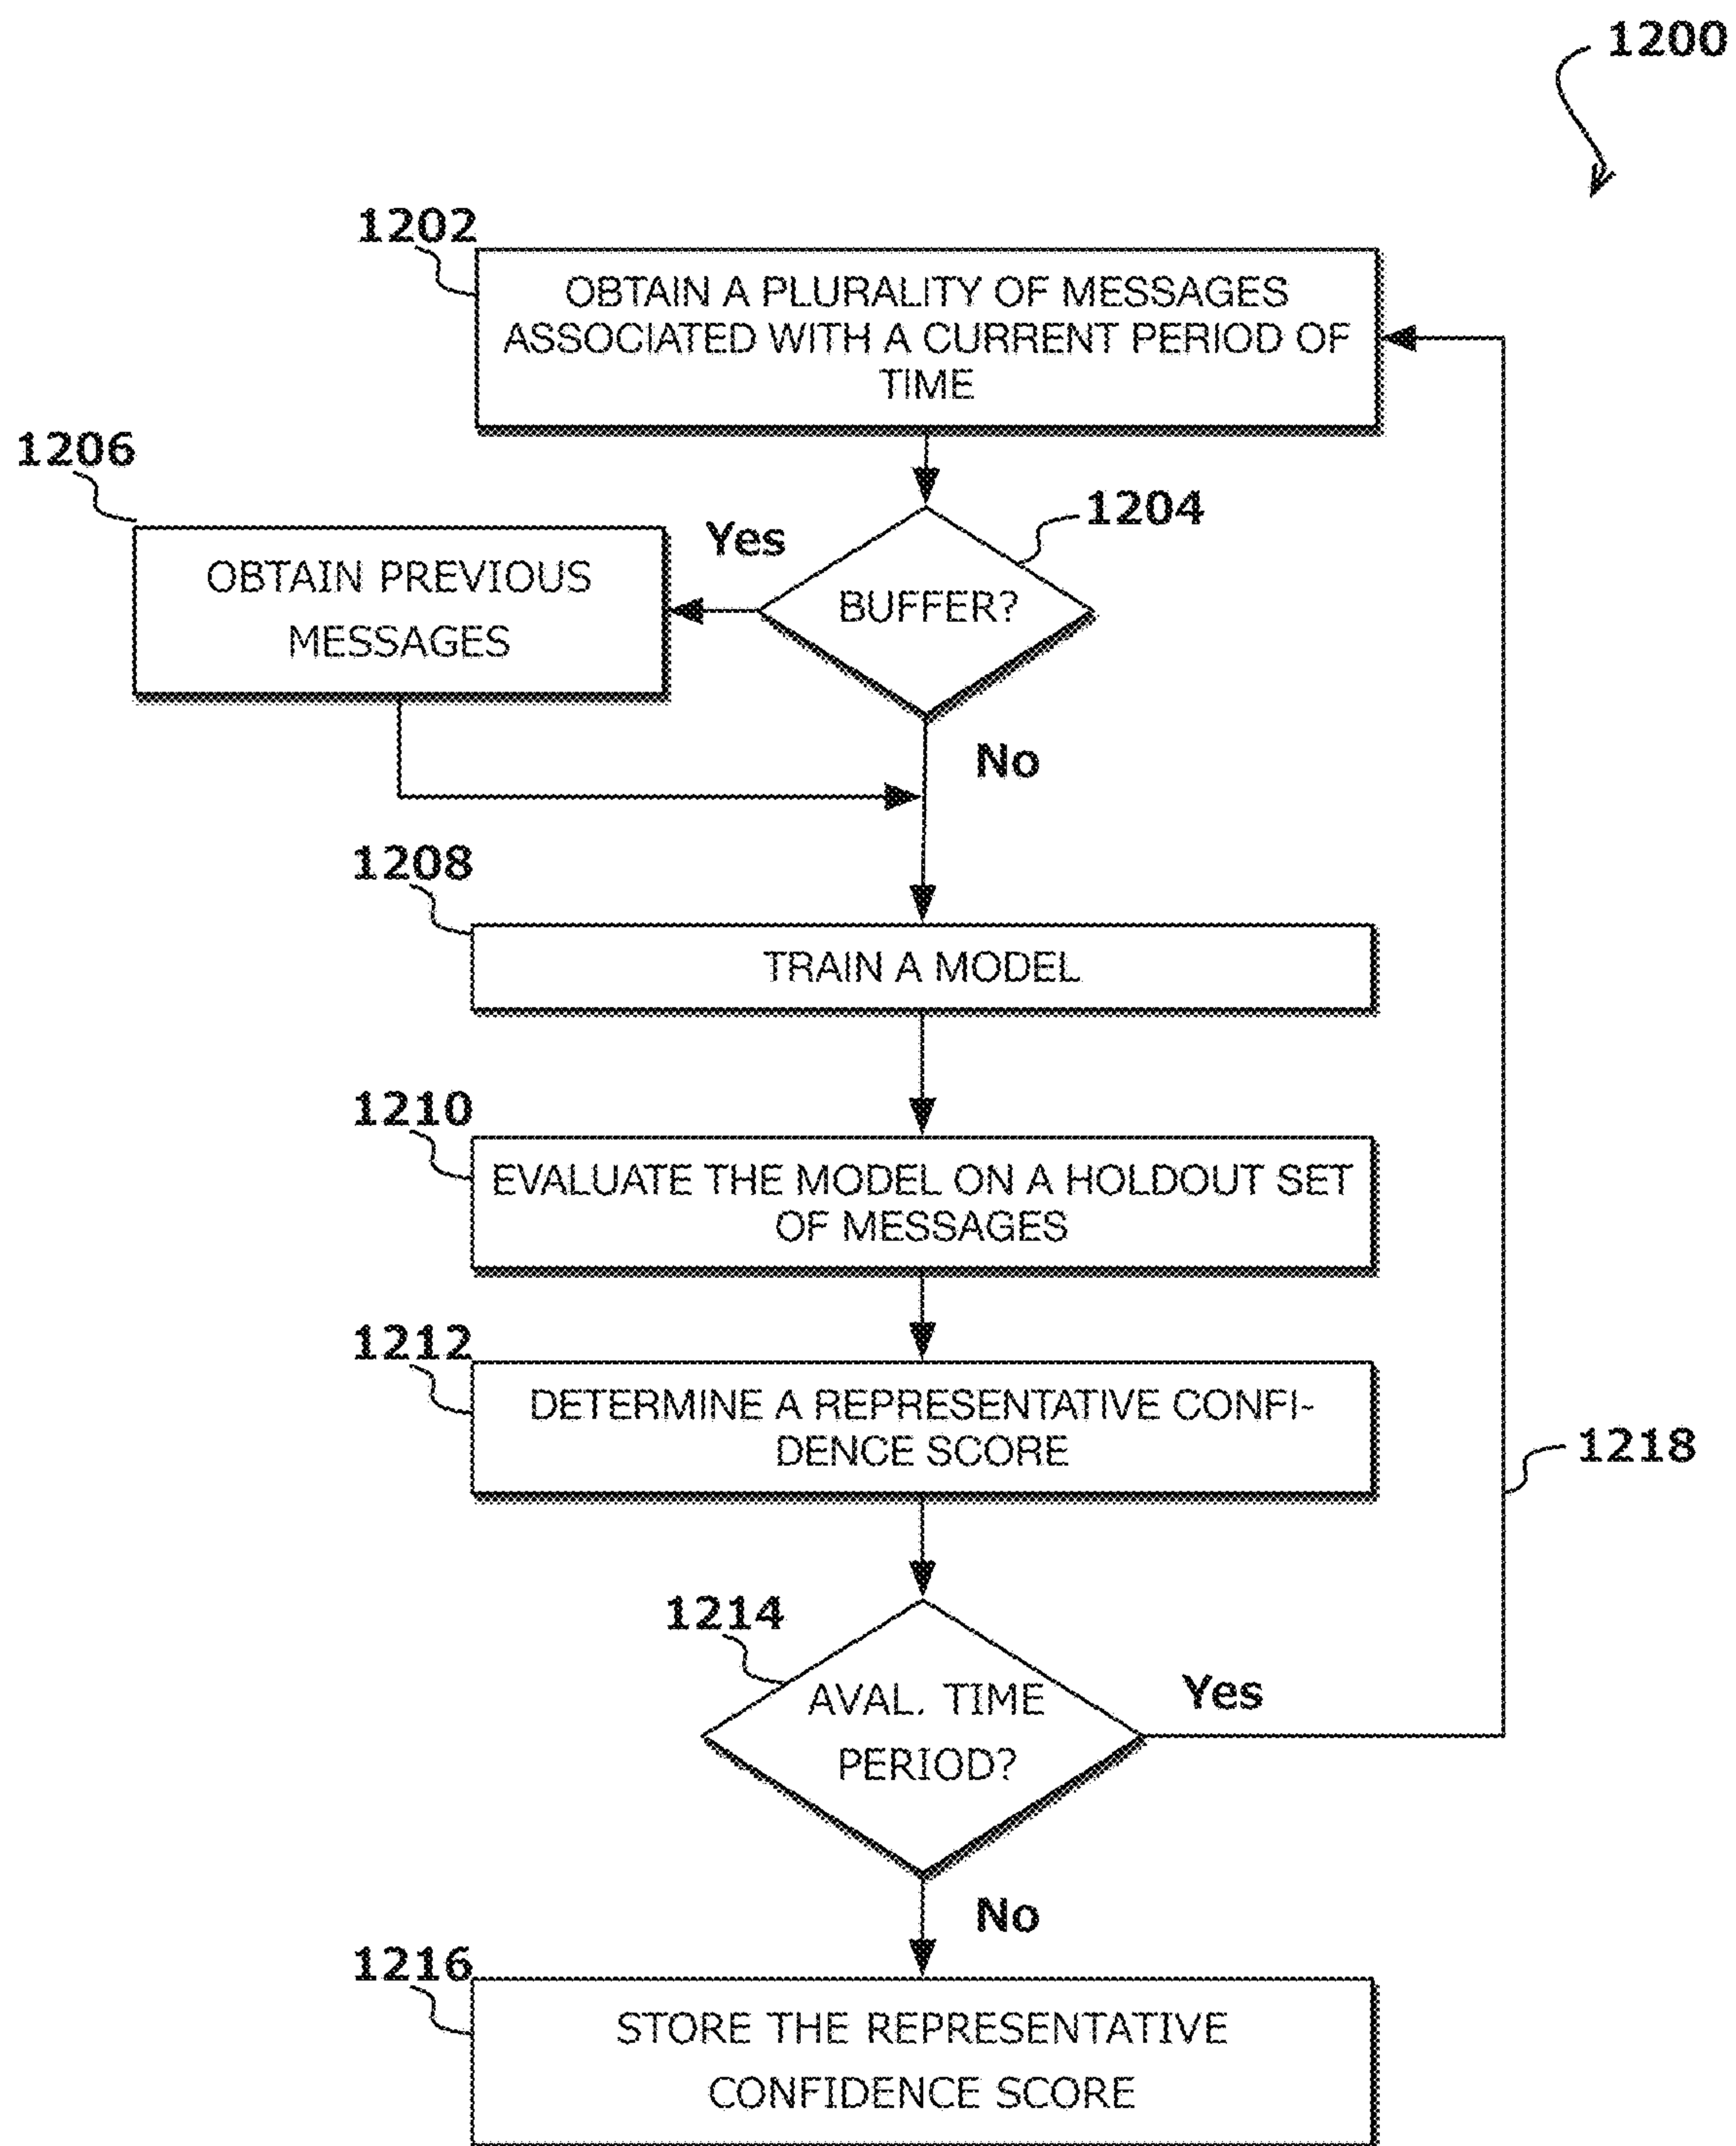 1200
1202
OBTAIN A PLURALITY OF MESSAGES
ASSOCIATED WITH A CURRENT PERIOD OF
TIME
1206
OBTAIN PREVIOUS
MESSAGES
Yes
1204
BUFFER?
No
1208
TRAIN A MODEL
1210
EVALUATE THE MODEL ON A HOLDOUT SET
OF MESSAGES
1212
DETERMINE A REPRESENTATIVE CONFI-
DENCE SCORE
1218
1214
AVAL. TIME
PERIOD?
Yes
No
1216
STORE THE REPRESENTATIVE
CONFIDENCE SCORE